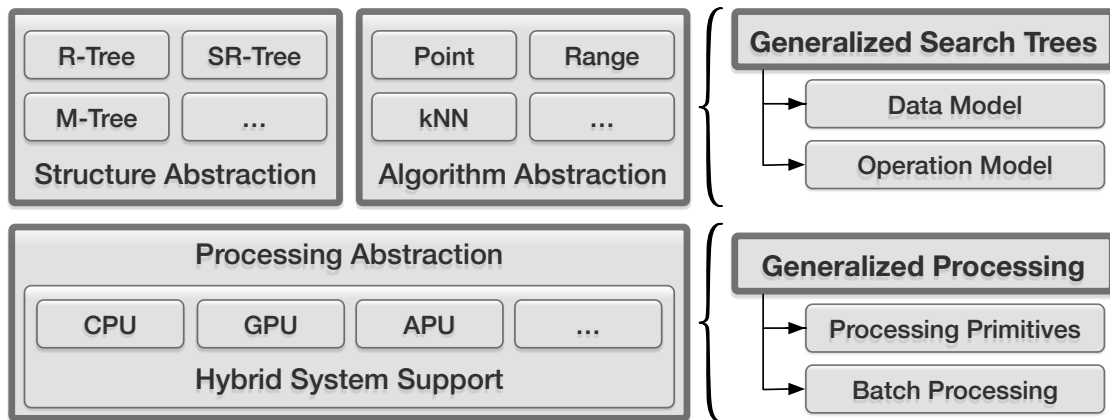 R-Tree SR-Tree
M-Tree ...
Structure Abstraction
Point Range
kNN ...
Algorithm Abstraction
Generalized Search Trees
Data Model
Operation Model
Processing Abstraction
CPU GPU APU ...
Hybrid System Support
Generalized Processing
Processing Primitives
Batch Processing